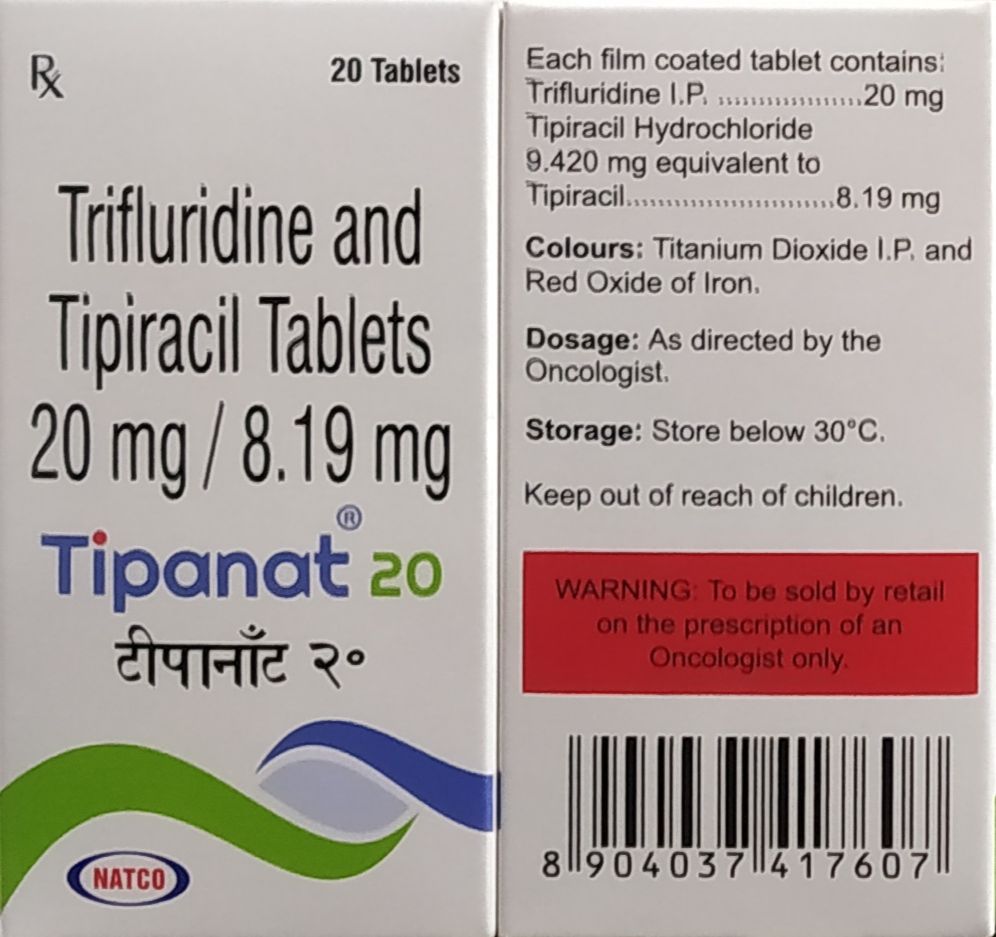 Rx
20 Tablets
Trifluridine and
Tipiracil Tablets
20 mg / 8.19 mg
Tipanat® 20
टीपानाँट २०
NATCO
Each film coated tablet contains:
Trifluridine I.P. ...................20 mg
Tipiracil Hydrochloride
9.420 mg equivalent to
Tipiracil...........................8.19 mg
Colours: Titanium Dioxide I.P. and
Red Oxide of Iron.
Dosage: As directed by the
Oncologist.
Storage: Store below 30°C.
Keep out of reach of children.
WARNING: To be sold by retail
on the prescription of an
Oncologist only.
8 904037 417607